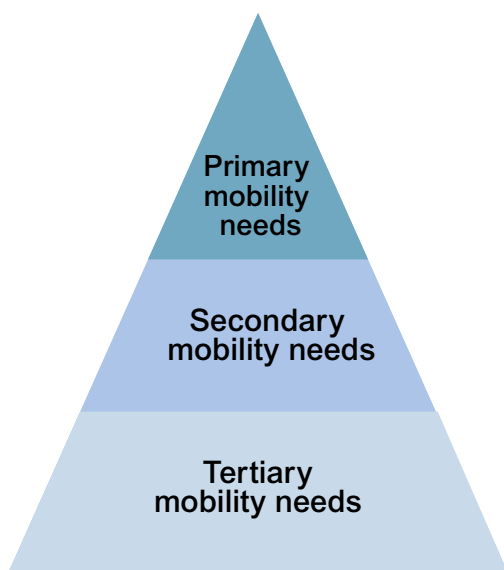 Primary
mobility
needs
Secondary
mobility needs
Tertiary
mobility needs